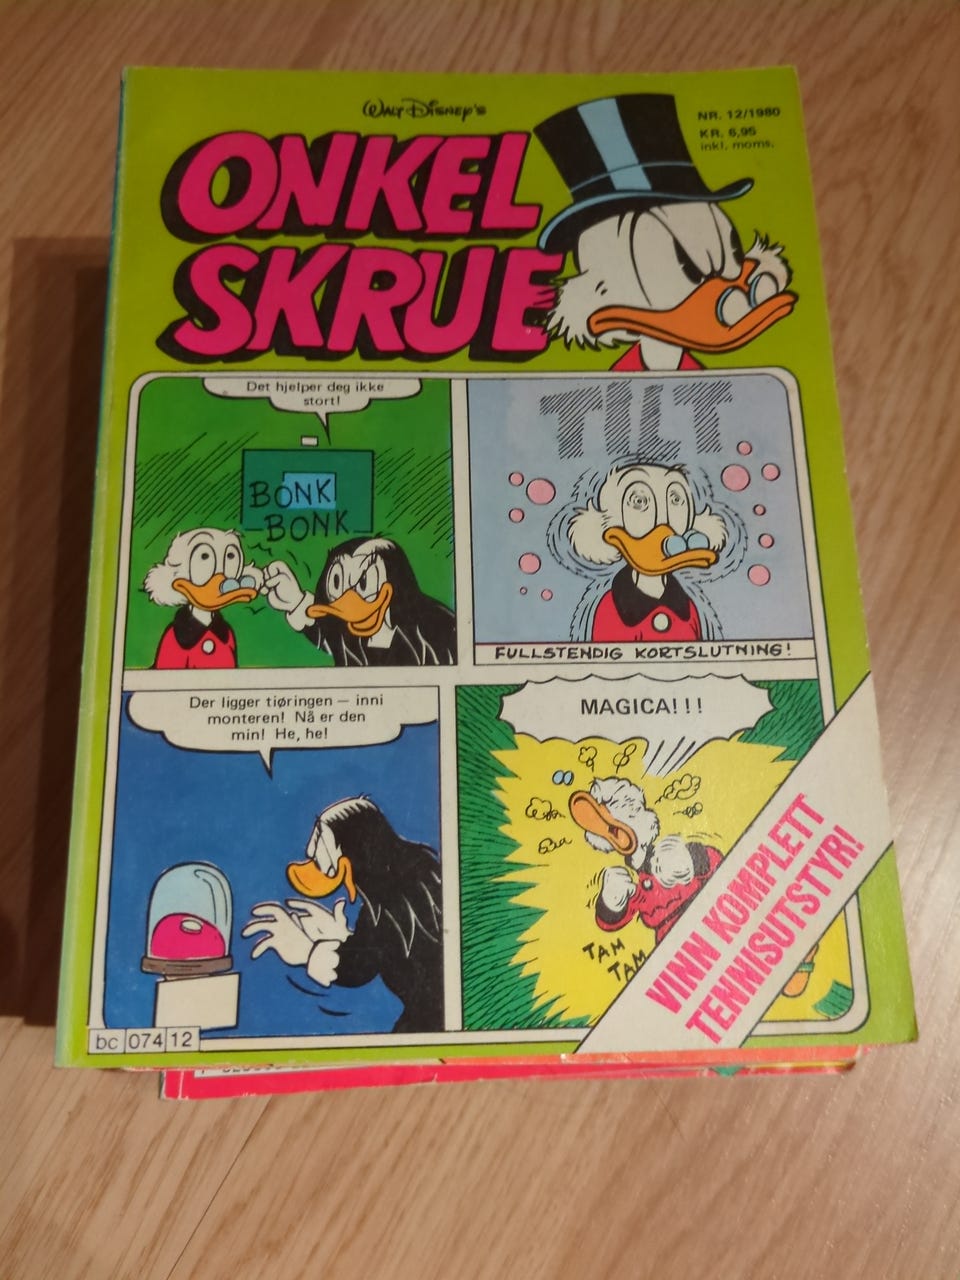 WALT DISNEY'S
ONKEL
SKRUE
NR. 12/1980
KR. 6,95
inkl. moms.
Det hjelper deg ikke
stort!
BONK
BONK
TILT
FULLSTENDIG KORTSLUTNING!
Der ligger tiøringen — inni
monteren! Nå er den
min! He, he!
MAGICA!!!
TAM
TAM
VINN KOMPLETT
TENNISUTSTYR!
bc 074 12